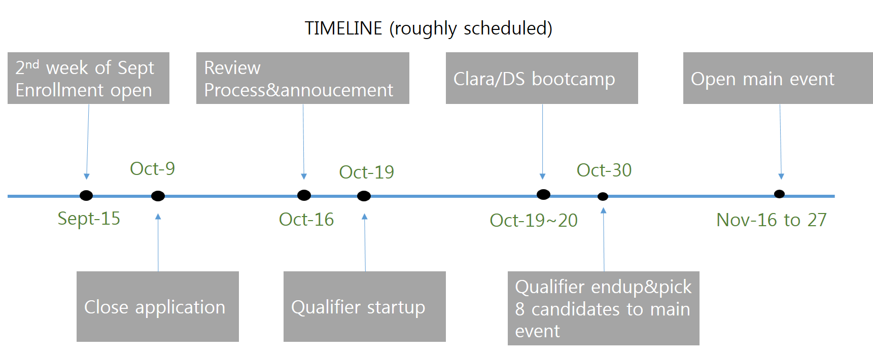 TIMELINE (roughly scheduled)
2nd week of Sept
Enrollment open
Review
Process&annoucement
Clara/DS bootcamp
Open main event
Oct-9
Oct-19
Oct-30
Sept-15
Oct-16
Oct-19~20
Nov-16 to 27
Close application
Qualifier startup
Qualifier endup&pick
8 candidates to main
event